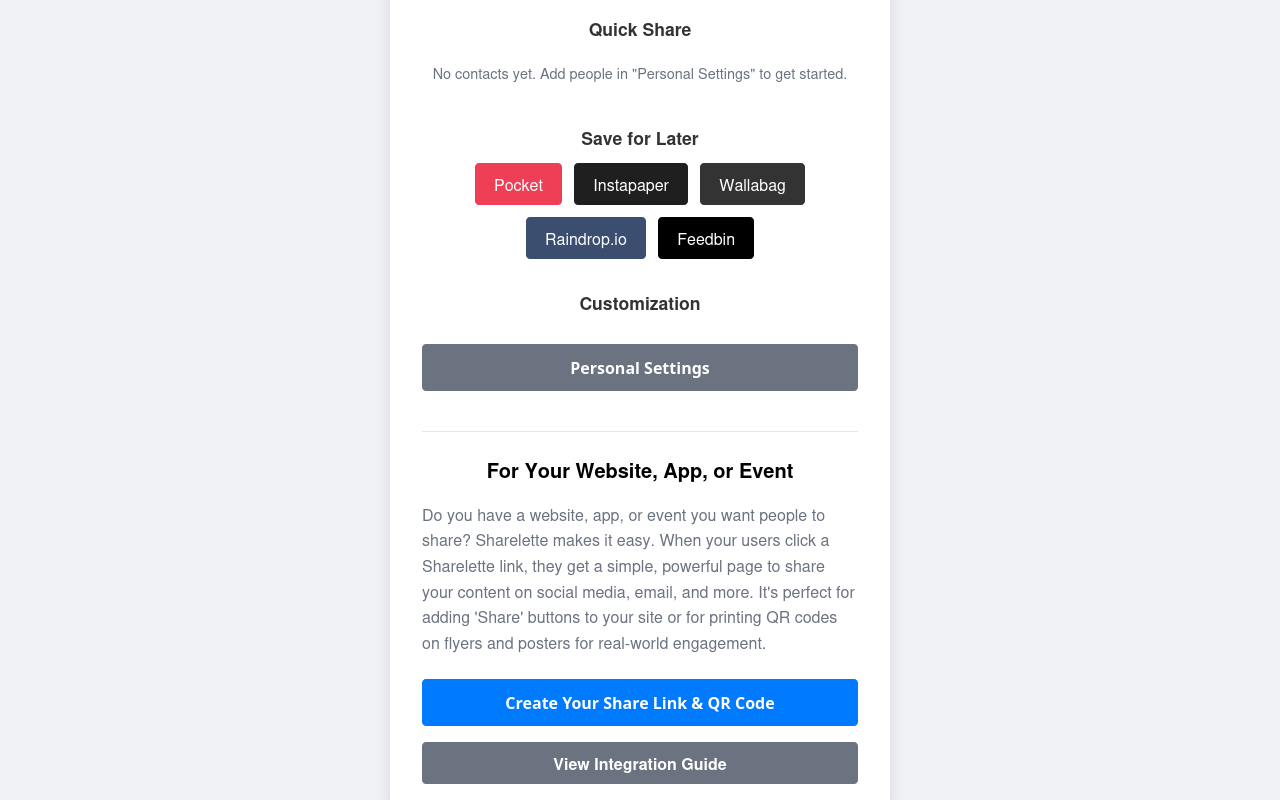 Quick Share
No contacts yet. Add people in "Personal Settings" to get started.
Save for Later
Pocket
Instapaper
Wallabag
Raindrop.io
Feedbin
Customization
Personal Settings
For Your Website, App, or Event
Do you have a website, app, or event you want people to
share? Sharelette makes it easy. When your users click a
Sharelette link, they get a simple, powerful page to share
your content on social media, email, and more. It's perfect for
adding 'Share' buttons to your site or for printing QR codes
on flyers and posters for real-world engagement.
Create Your Share Link & QR Code
View Integration Guide